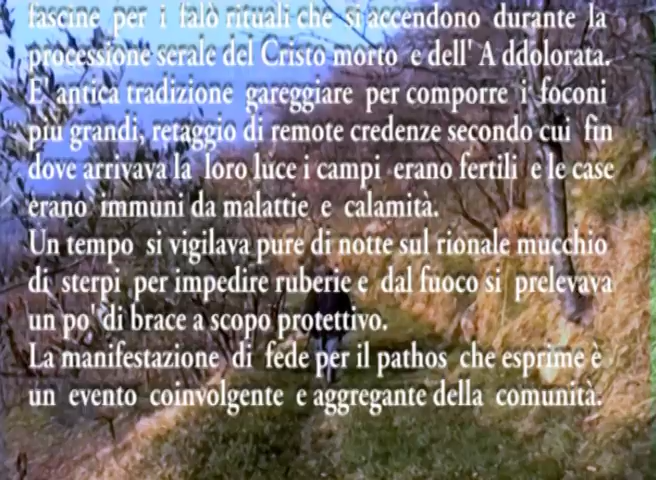 fascine per i falò rituali che si accendono durante la
processione serale del Cristo morto e dell' A ddolorata.
E' antica tradizione gareggiare per comporre i foconi
più grandi, retaggio di remote credenze secondo cui fin
dove arrivava la loro luce i campi erano fertili e le case
erano immuni da malattie e calamità.
Un tempo si vigilava pure di notte sul rionale mucchio
di sterpi per impedire ruberie e dal fuoco si prelevava
un po' di brace a scopo protettivo.
La manifestazione di fede per il pathos che esprime è
un evento coinvolgente e aggregante della comunità.